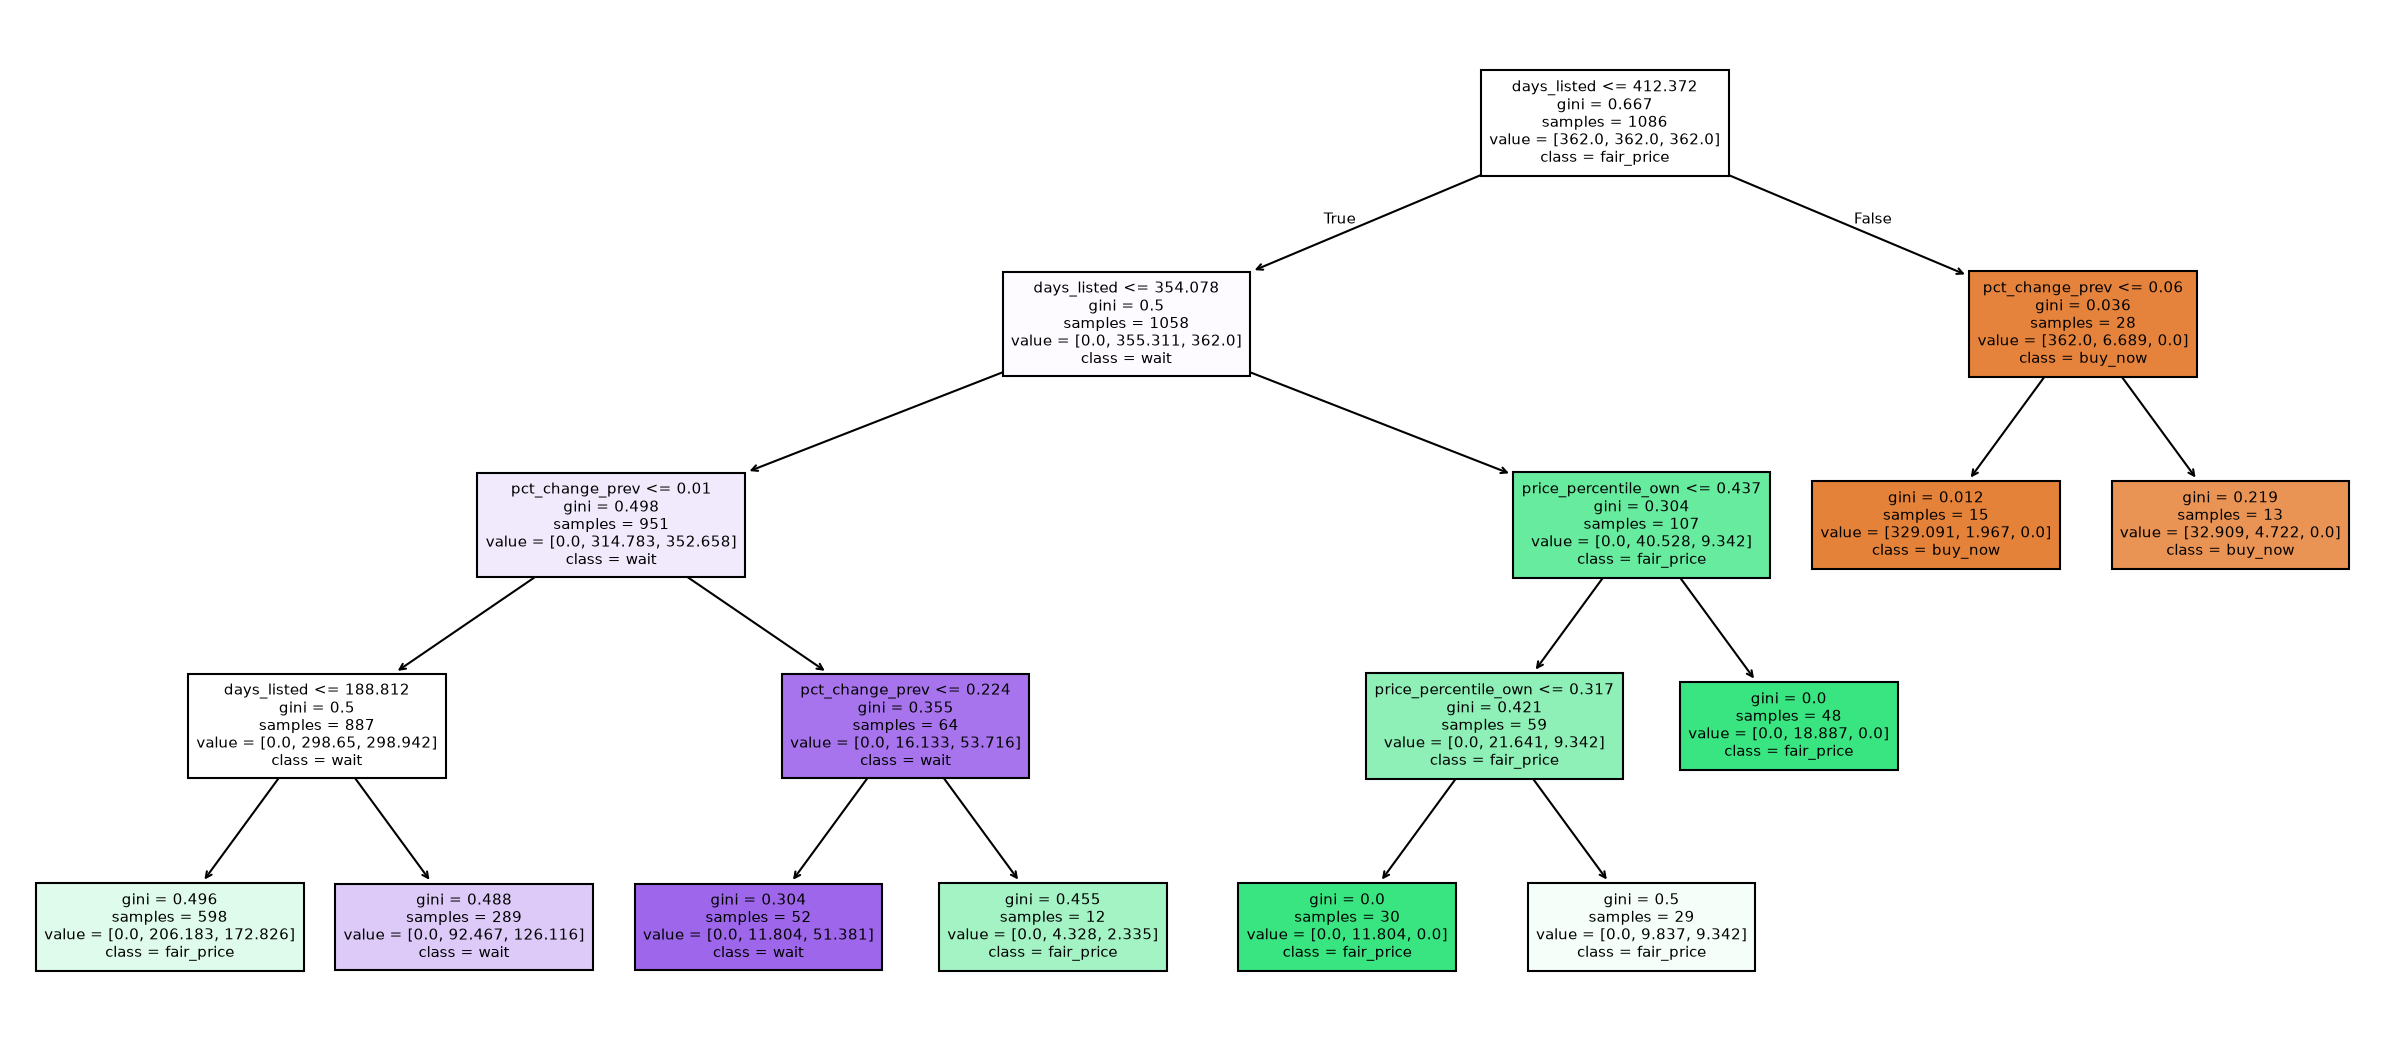 days_listed <= 412.372
gini = 0.667
samples = 1086
value = [362.0, 362.0, 362.0]
class = fair_price
True
False
days_listed <= 354.078
gini = 0.5
samples = 1058
value = [0.0, 355.311, 362.0]
class = wait
pct_change_prev <= 0.06
gini = 0.036
samples = 28
value = [362.0, 6.689, 0.0]
class = buy_now
pct_change_prev <= 0.01
gini = 0.498
samples = 951
value = [0.0, 314.783, 352.658]
class = wait
price_percentile_own <= 0.437
gini = 0.304
samples = 107
value = [0.0, 40.528, 9.342]
class = fair_price
gini = 0.012
samples = 15
value = [329.091, 1.967, 0.0]
class = buy_now
gini = 0.219
samples = 13
value = [32.909, 4.722, 0.0]
class = buy_now
days_listed <= 188.812
gini = 0.5
samples = 887
value = [0.0, 298.65, 298.942]
class = wait
pct_change_prev <= 0.224
gini = 0.355
samples = 64
value = [0.0, 16.133, 53.716]
class = wait
price_percentile_own <= 0.317
gini = 0.421
samples = 59
value = [0.0, 21.641, 9.342]
class = fair_price
gini = 0.0
samples = 48
value = [0.0, 18.887, 0.0]
class = fair_price
gini = 0.496
samples = 598
value = [0.0, 206.183, 172.826]
class = fair_price
gini = 0.488
samples = 289
value = [0.0, 92.467, 126.116]
class = wait
gini = 0.304
samples = 52
value = [0.0, 11.804, 51.381]
class = wait
gini = 0.455
samples = 12
value = [0.0, 4.328, 2.335]
class = fair_price
gini = 0.0
samples = 30
value = [0.0, 11.804, 0.0]
class = fair_price
gini = 0.5
samples = 29
value = [0.0, 9.837, 9.342]
class = fair_price